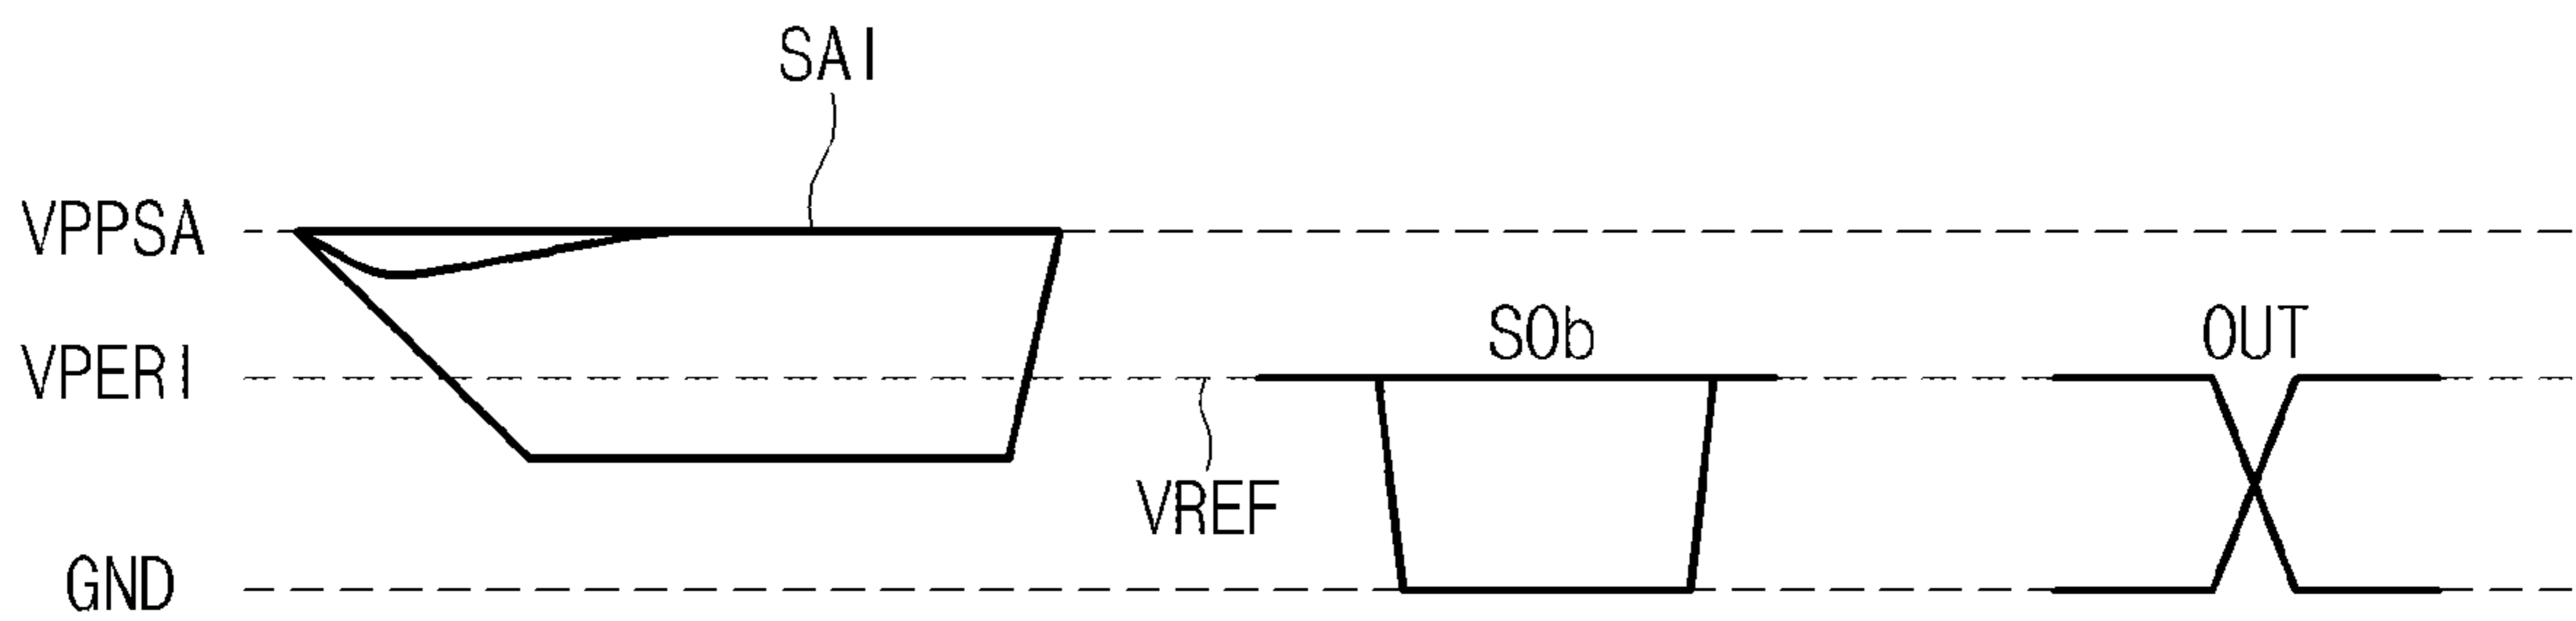 SAI
VPPSA
SOb
OUT
VPERI
VREF
GND